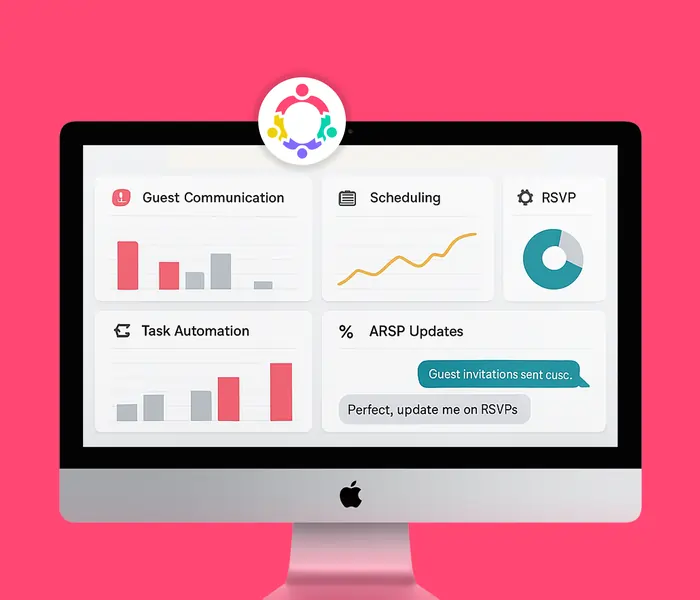 Guest Communication
Scheduling
RSVP
Task Automation
% ARSP Updates
Guest invitations sent cusc.
Perfect, update me on RSVPs